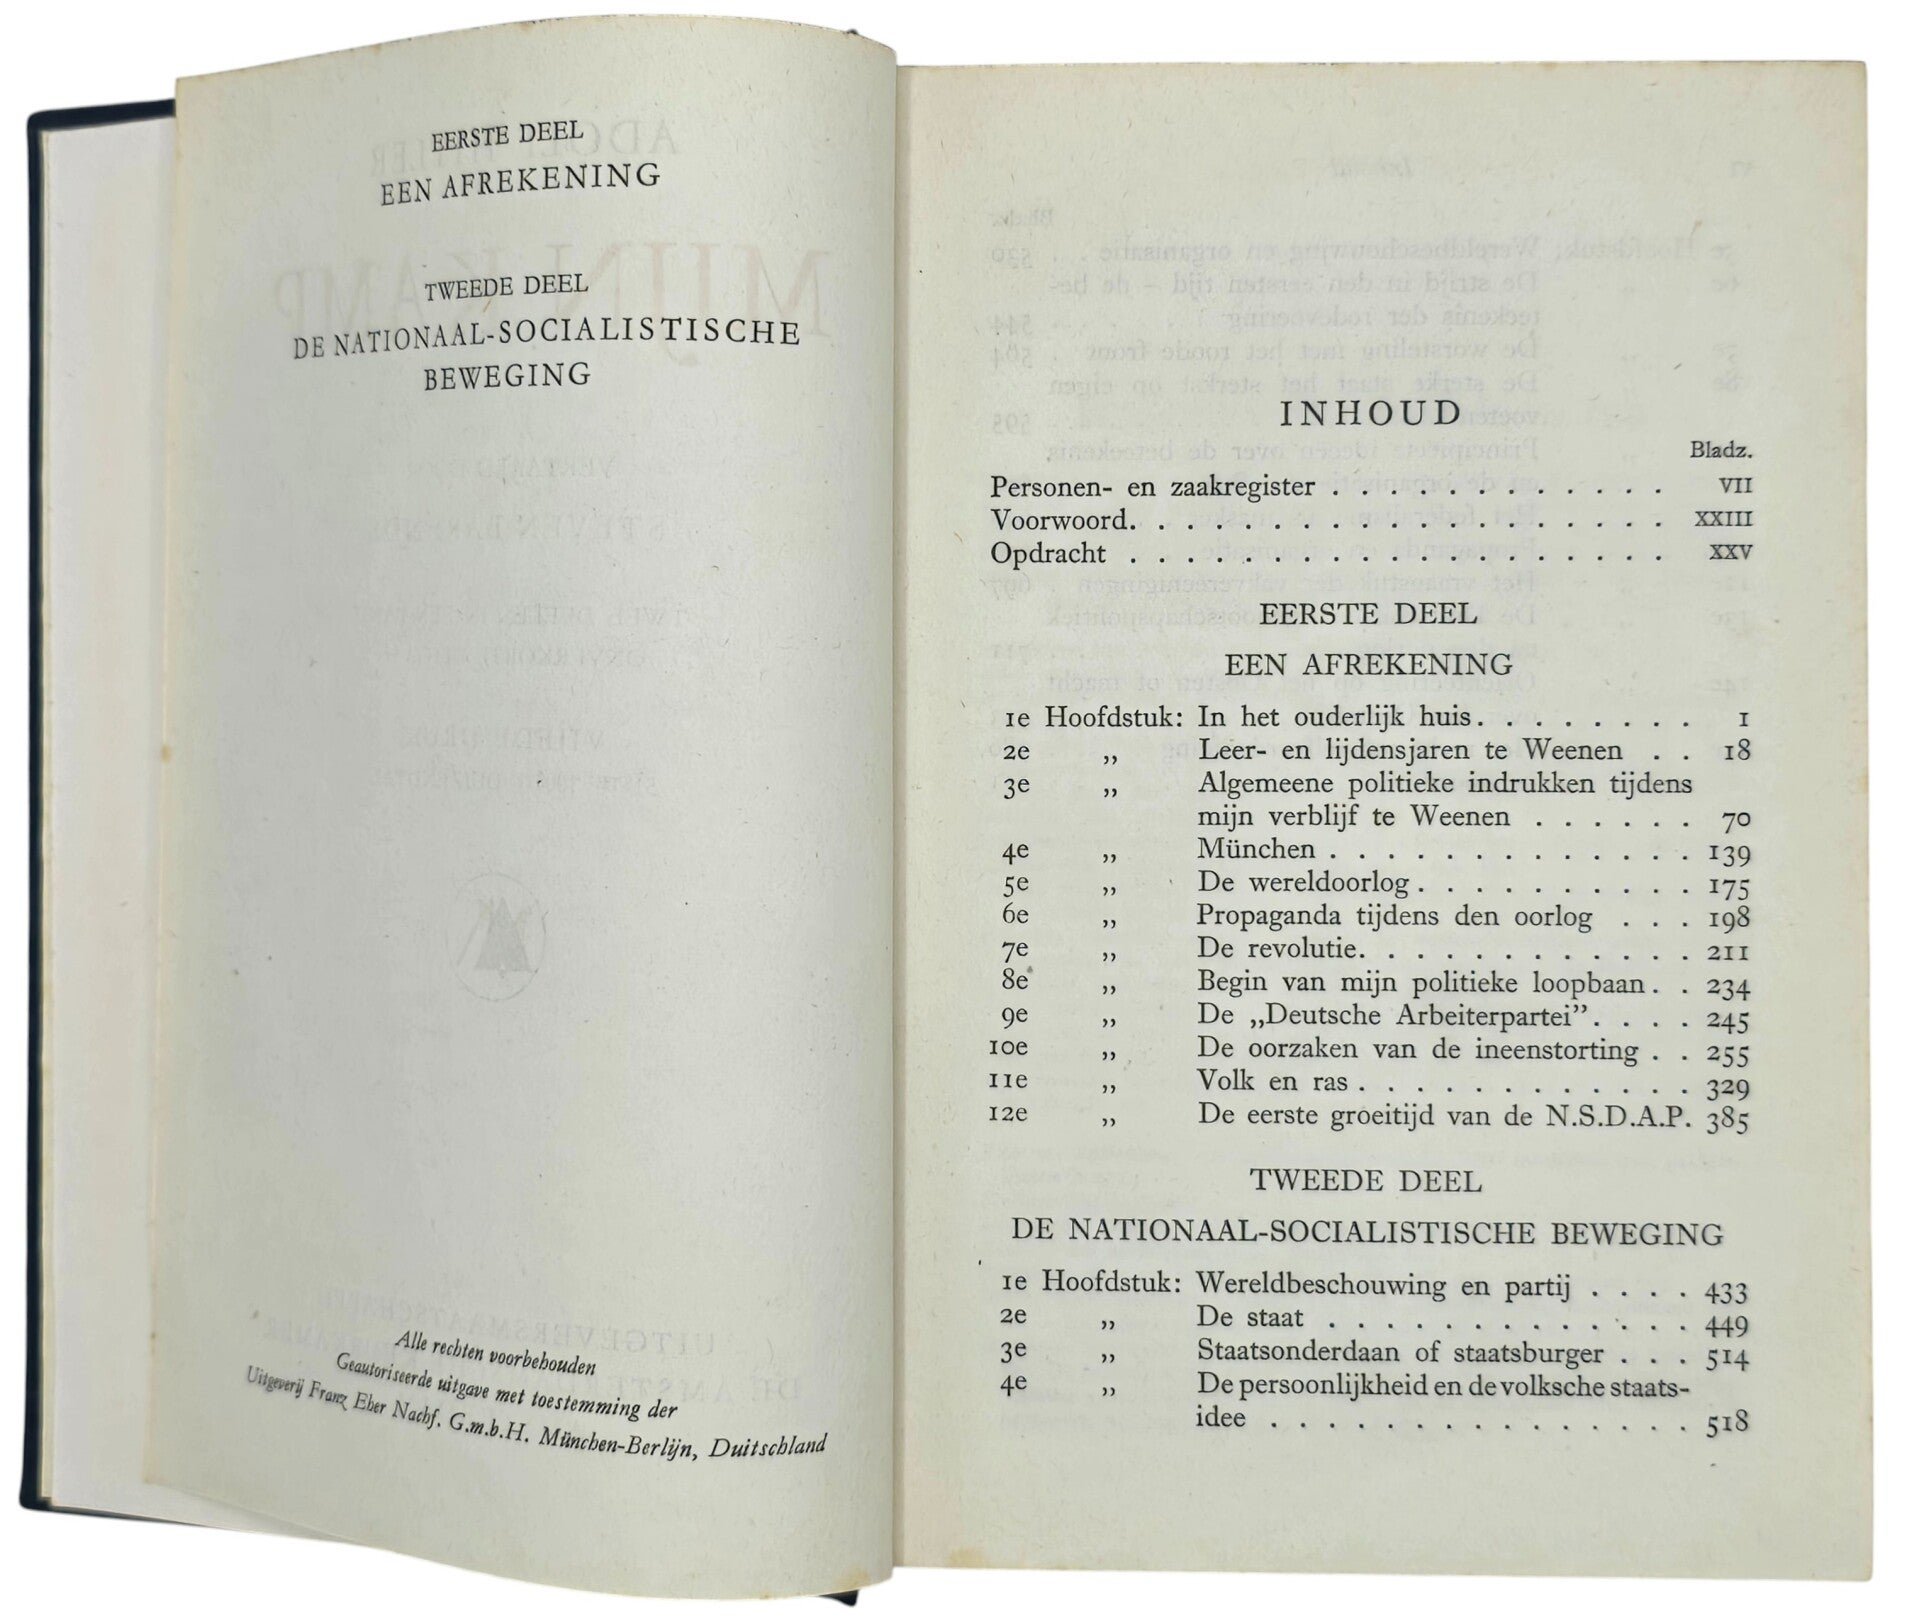 EERSTE DEEL
EEN AFREKENING
TWEEDE DEEL
DE NATIONAAL-SOCIALISTISCHE
BEWEGING
Alle rechten voorbehouden
Geautoriseerde uitgave met toestemming der
Uitgeverij Franz Eher Nachf. G.m.b.H. München-Berlijn, Duitschland
INHOUD
Bladz.
Personen- en zaakregister . . . . . . . . . . . . VII
Voorwoord. . . . . . . . . . . . . . . . . . . XXIII
Opdracht . . . . . . . . . . . . . . . . . . . XXV
EERSTE DEEL
EEN AFREKENING
1e Hoofdstuk: In het ouderlijk huis. . . . . . . . 1
2e ,, Leer- en lijdensjaren te Weenen . . 18
3e ,, Algemeene politieke indrukken tijdens
mijn verblijf te Weenen . . . . . . 70
4e ,, München . . . . . . . . . . . . . 139
5e ,, De wereldoorlog. . . . . . . . . . 175
6e ,, Propaganda tijdens den oorlog . . . 198
7e ,, De revolutie. . . . . . . . . . . . 211
8e ,, Begin van mijn politieke loopbaan. . 234
9e ,, De „Deutsche Arbeiterpartei”. . . . 245
10e ,, De oorzaken van de ineenstorting . . 255
11e ,, Volk en ras . . . . . . . . . . . . 329
12e ,, De eerste groeitijd van de N.S.D.A.P. 385
TWEEDE DEEL
DE NATIONAAL-SOCIALISTISCHE BEWEGING
1e Hoofdstuk: Wereldbeschouwing en partij . . . . 433
2e ,, De staat . . . . . . . . . . . . . 449
3e ,, Staatsonderdaan of staatsburger . . . 514
4e ,, De persoonlijkheid en de volksche staats-
idee . . . . . . . . . . . . . . . 518